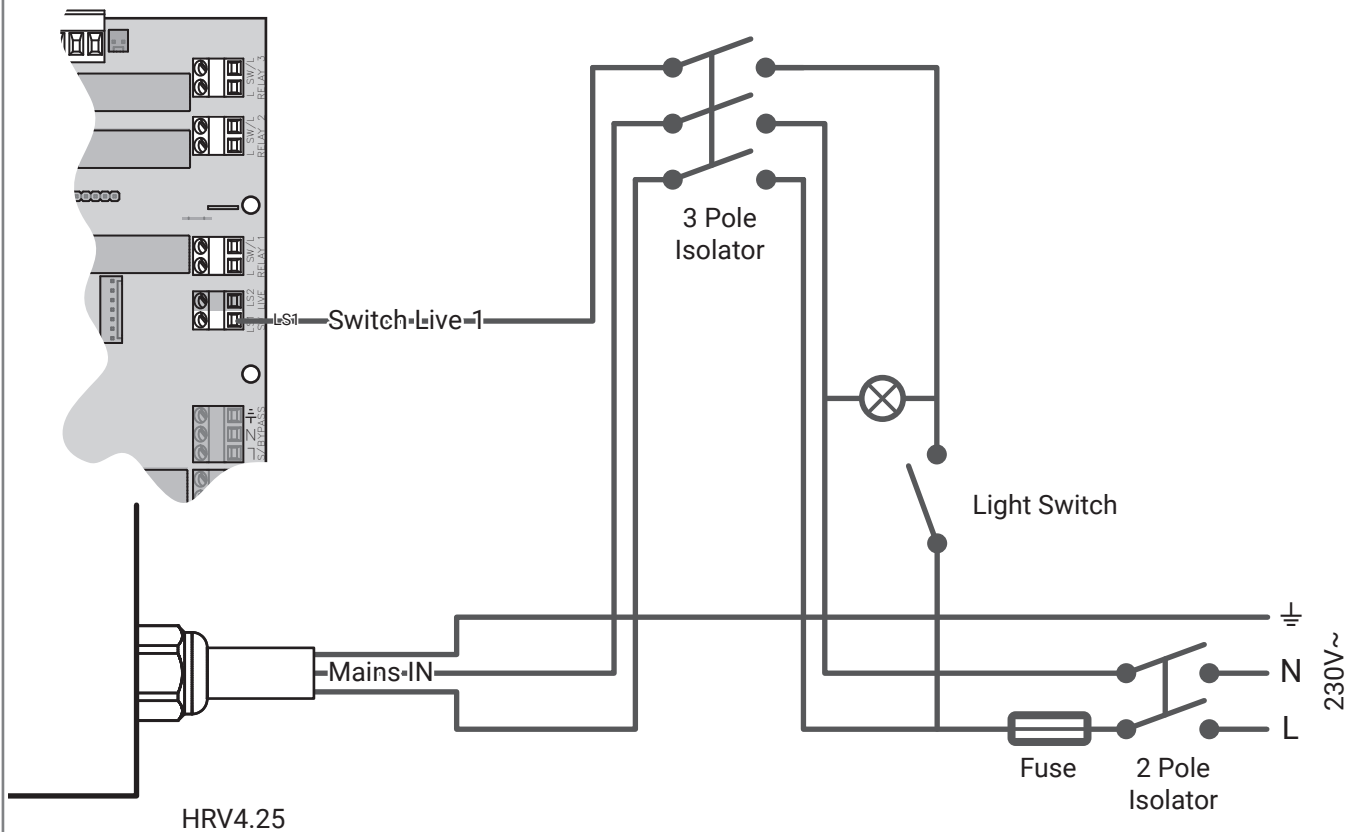 L SW/L
RELAY 3
L SW/L
RELAY 2
L SW/L
RELAY 1
LS1 LS2
LIVE
LS1
Switch Live 1
N
L
S/BYPASS
3 Pole
Isolator
Light Switch
Mains IN
N
L
230V~
Fuse
2 Pole
Isolator
HRV4.25